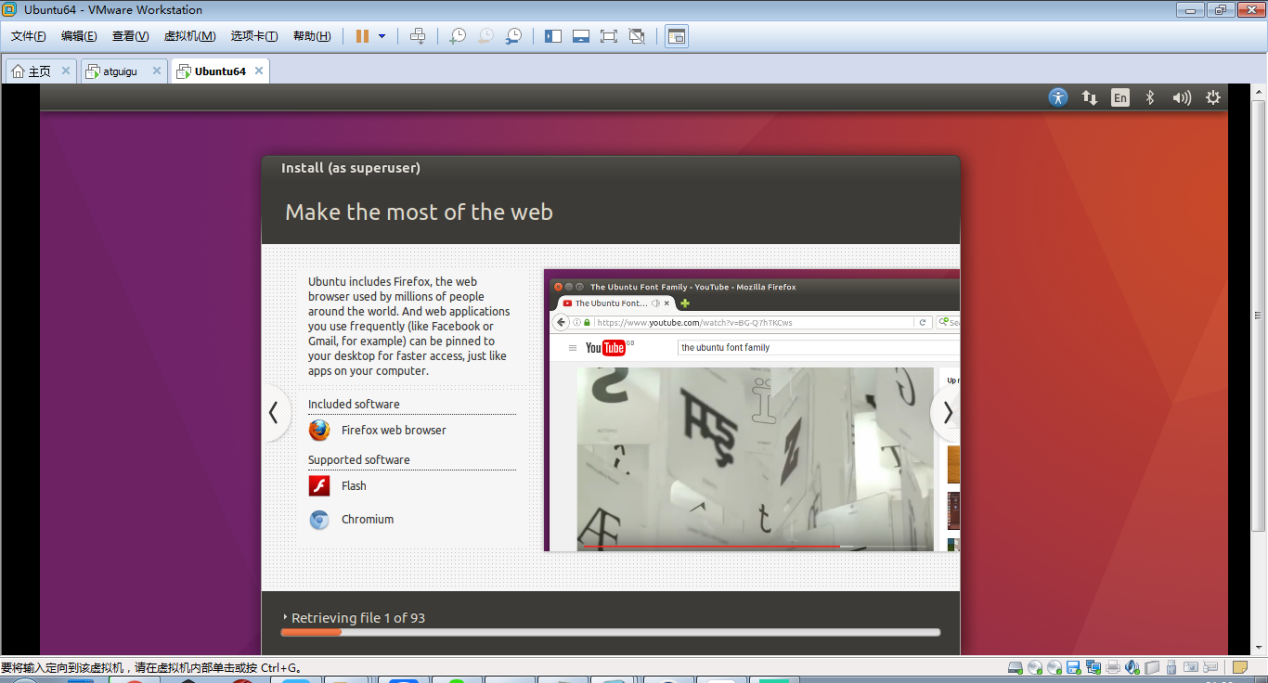 Ubuntu64 - VMware Workstation
文件(F) 编辑(E) 查看(V) 虚拟机(M) 选项卡(T) 帮助(H)
主页 atguigu Ubuntu64
En
Install (as superuser)
Make the most of the web
Ubuntu includes Firefox, the web
browser used by millions of people
around the world. And web applications
you use frequently (like Facebook or
Gmail, for example) can be pinned to
your desktop for faster access, just like
apps on your computer.
Included software
Firefox web browser
Supported software
Flash
Chromium
The Ubuntu Font Family - YouTube - Mozilla Firefox
The Ubuntu Font...
https://www.youtube.com/watch?v=BG-Q7hTKCws
YouTube
the ubuntu font family
Retrieving file 1 of 93
要将输入定向到该虚拟机，请在虚拟机内部单击或按 Ctrl+G。